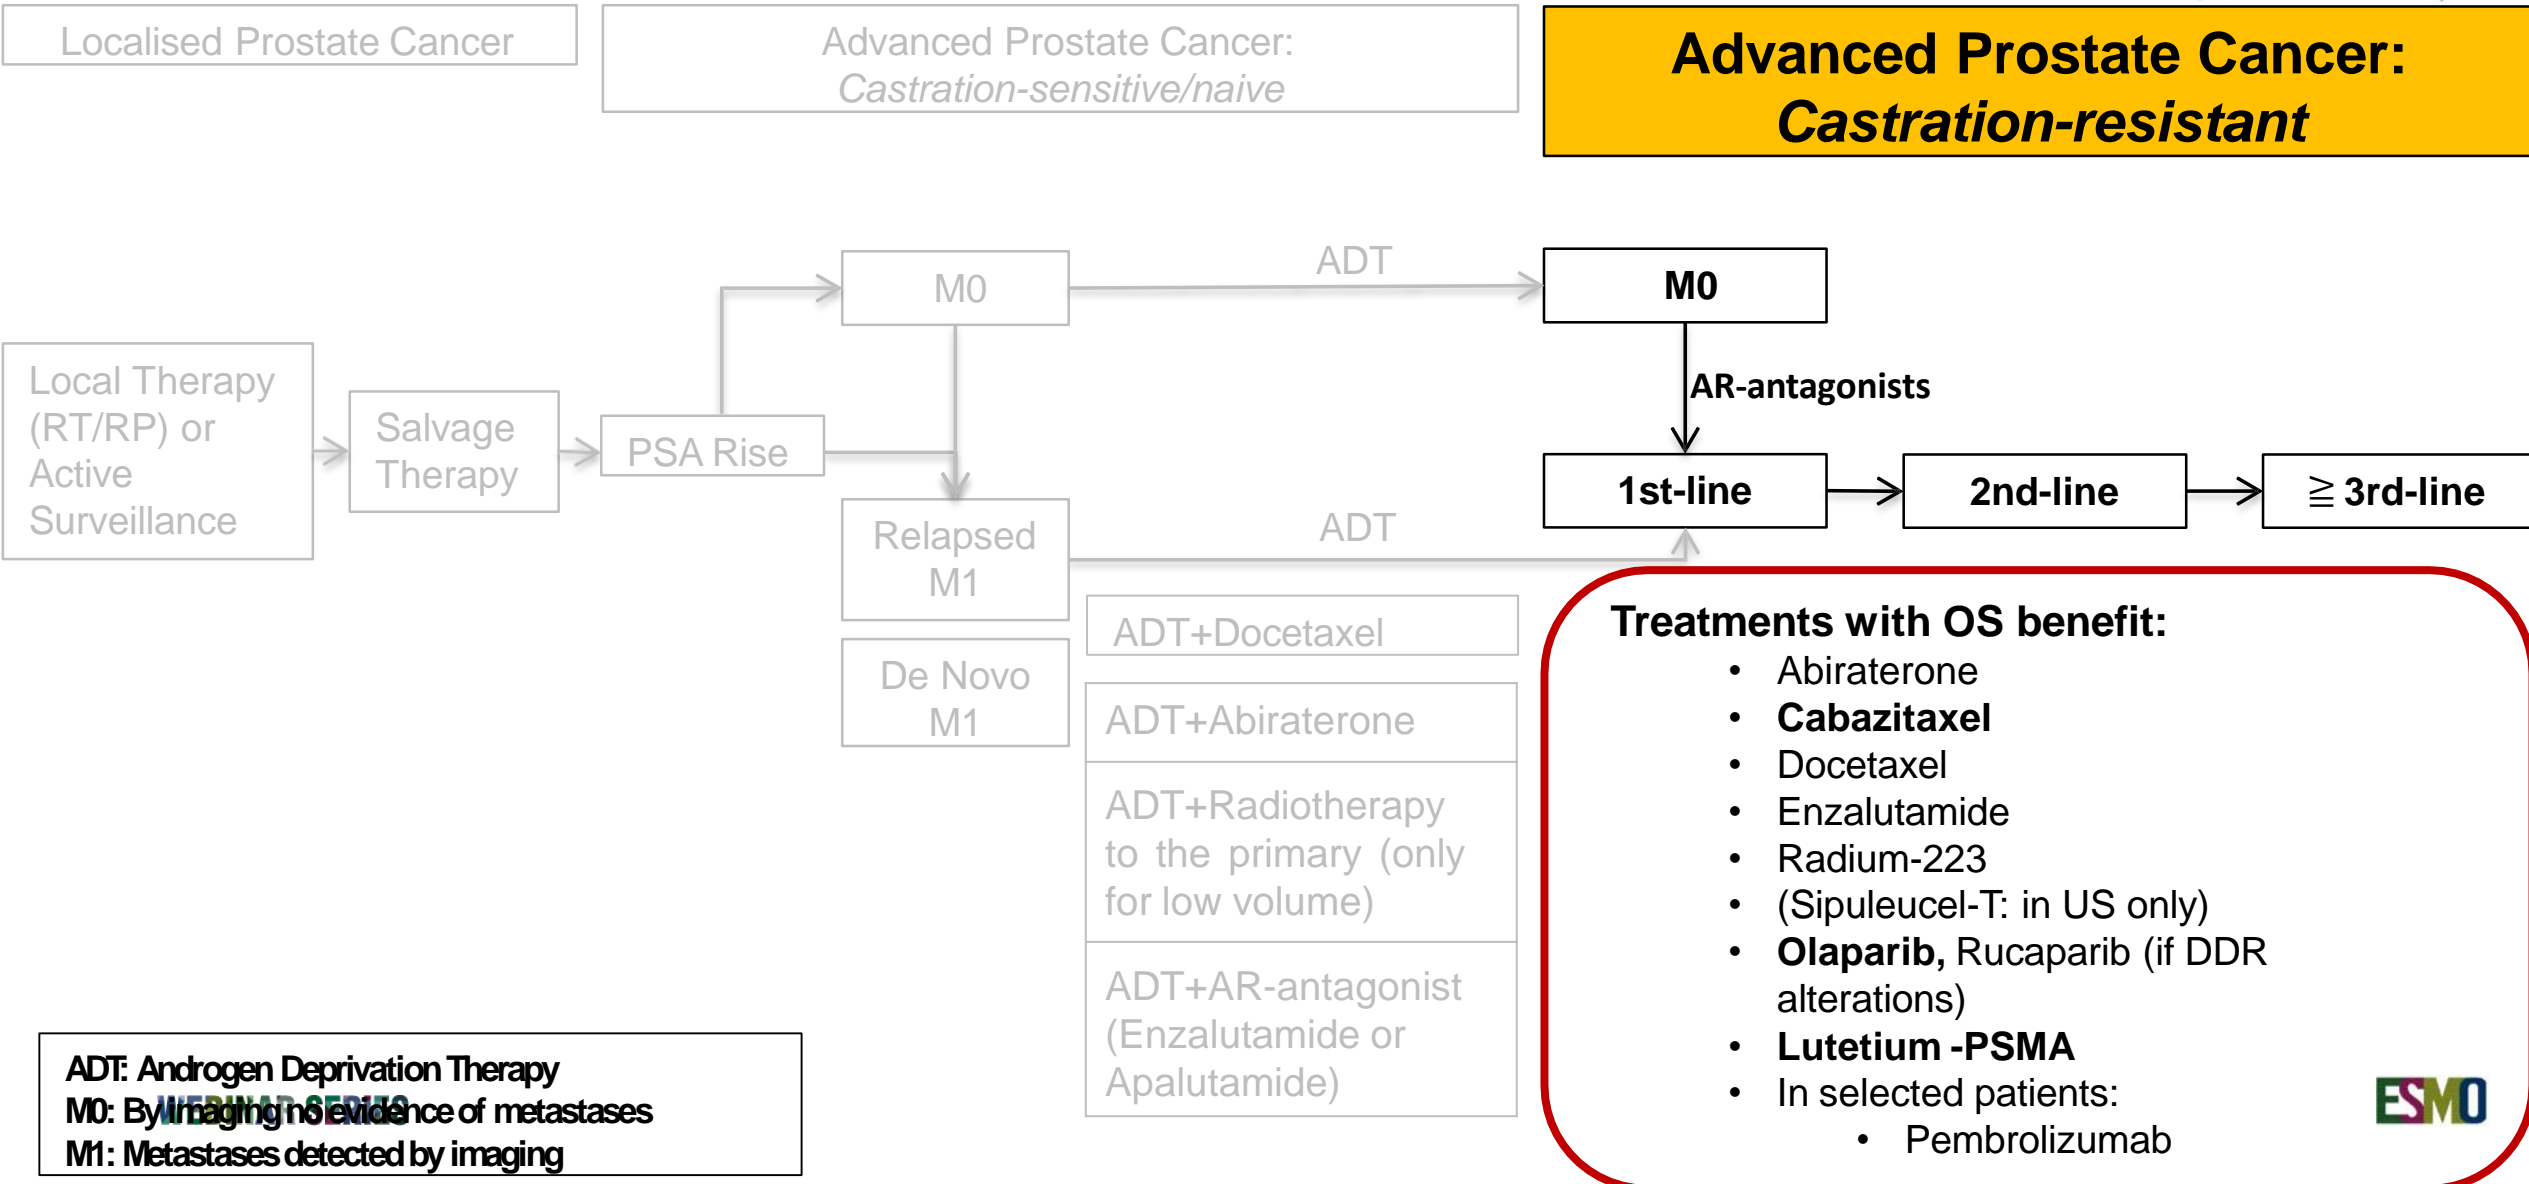 Localised Prostate Cancer
Advanced Prostate Cancer:
Castration-sensitive/naive
Advanced Prostate Cancer:
Castration-resistant
M0
ADT
M0
AR-antagonists
Local Therapy
(RT/RP) or
Active
Surveillance
Salvage
Therapy
PSA Rise
1st-line
2nd-line
≧ 3rd-line
Relapsed
M1
ADT
De Novo
M1
ADT+Docetaxel
ADT+Abiraterone
ADT+Radiotherapy
to the primary (only
for low volume)
ADT+AR-antagonist
(Enzalutamide or
Apalutamide)
Treatments with OS benefit:
• Abiraterone
• Cabazitaxel
• Docetaxel
• Enzalutamide
• Radium-223
• (Sipuleucel-T: in US only)
• Olaparib, Rucaparib (if DDR
alterations)
• Lutetium -PSMA
• In selected patients:
• Pembrolizumab
ADT: Androgen Deprivation Therapy
M0: By imaging no evidence of metastases
WEBINAR SERIES
M1: Metastases detected by imaging
ESMO